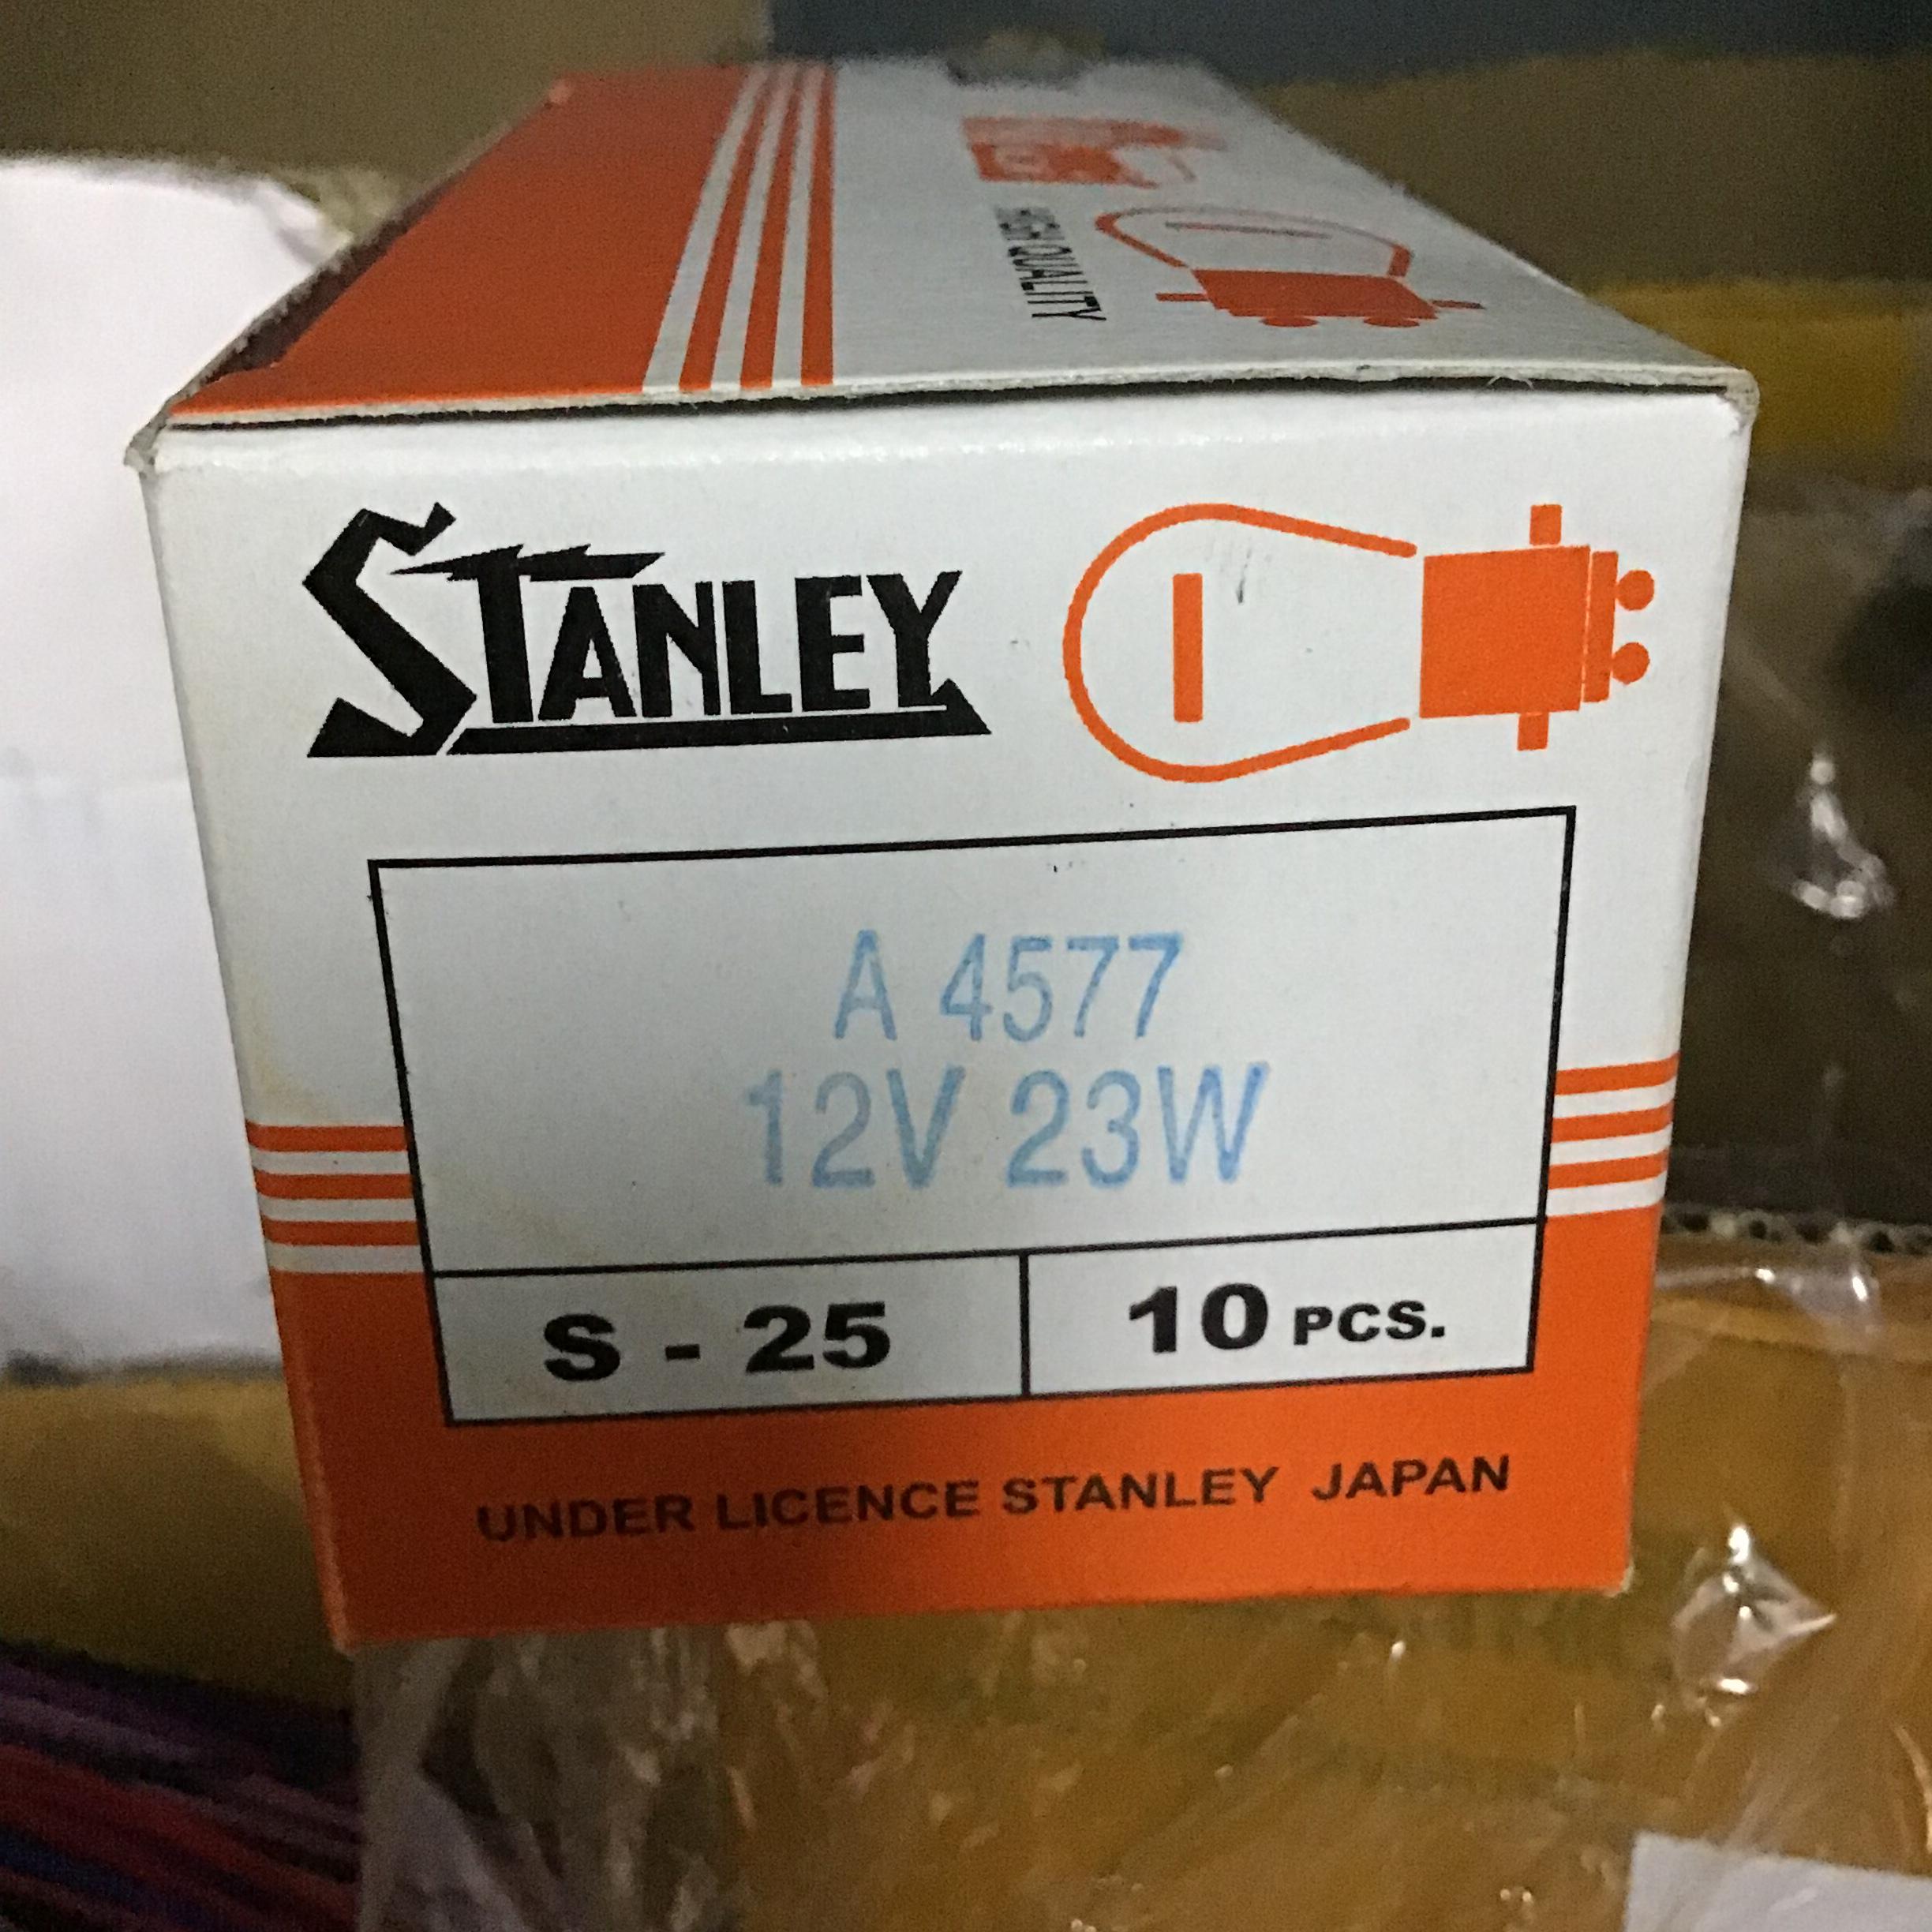 HIGH QUALITY
STANLEY
A 4577
12V 23W
S - 25
10 PCS.
UNDER LICENCE STANLEY JAPAN